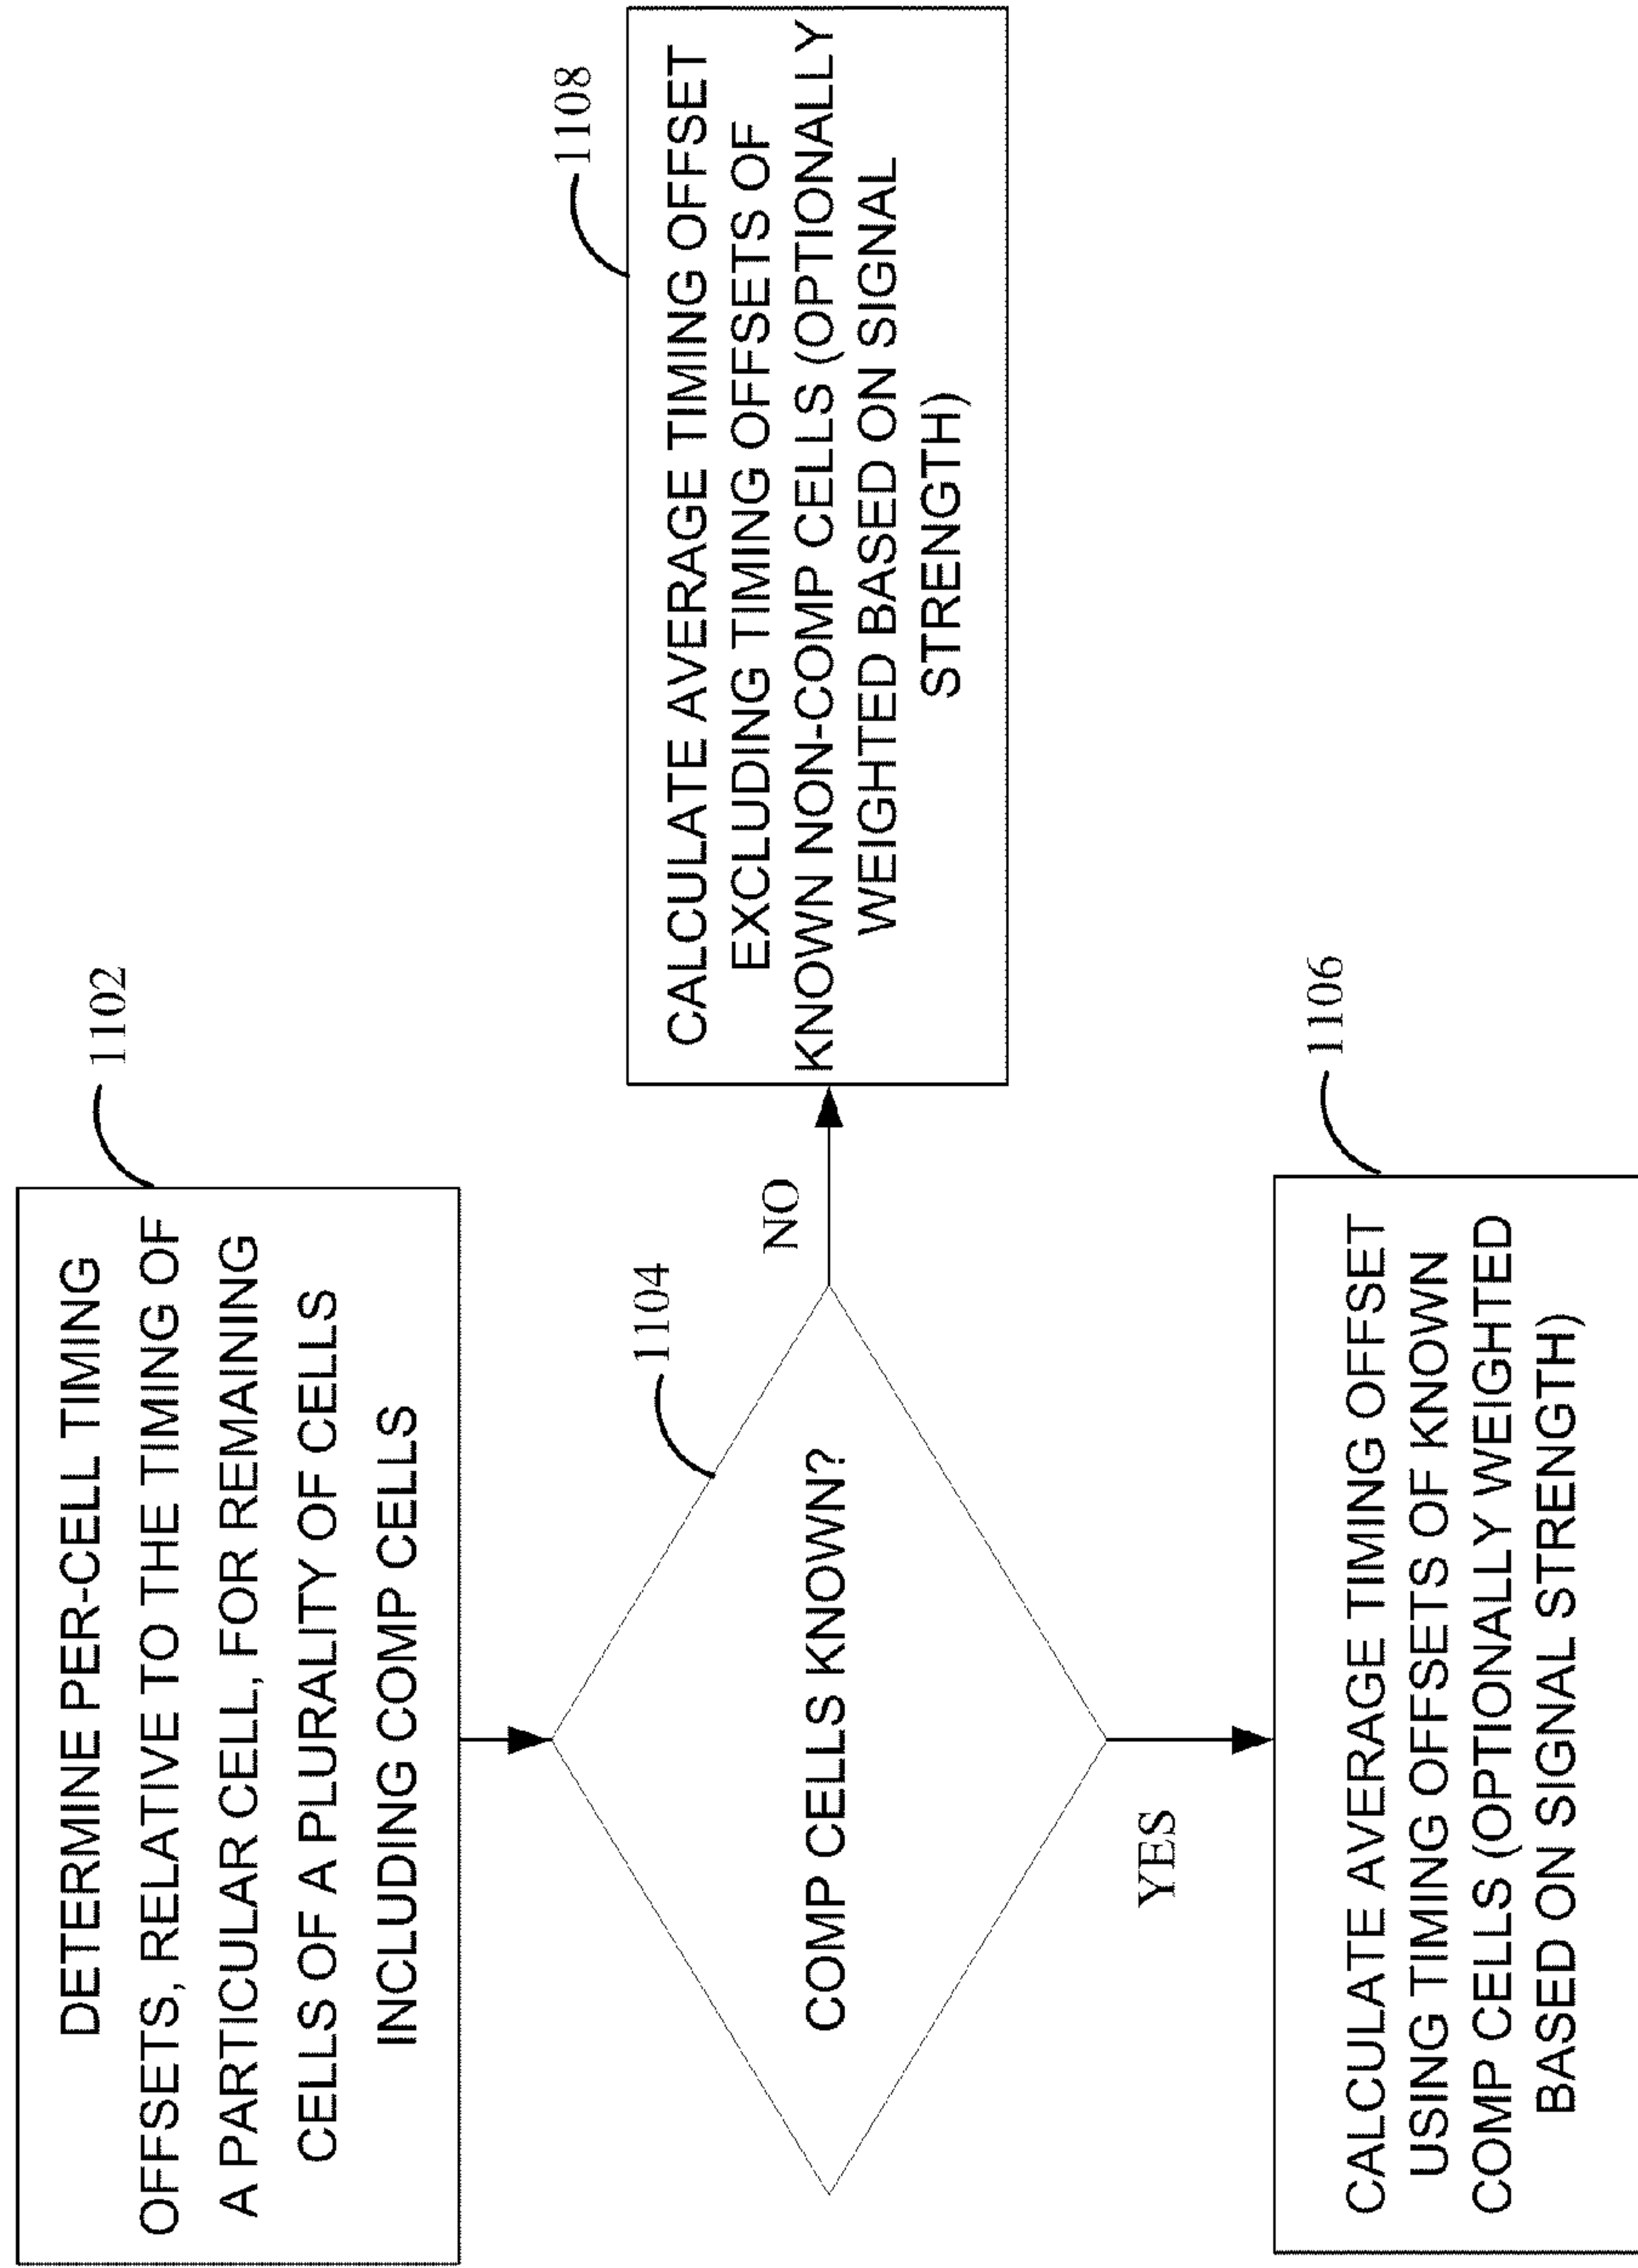 1102
DETERMINE PER-CELL TIMING
OFFSETS, RELATIVE TO THE TIMING OF
A PARTICULAR CELL, FOR REMAINING
CELLS OF A PLURALITY OF CELLS
INCLUDING COMP CELLS
1104
COMP CELLS KNOWN?
NO
1108
CALCULATE AVERAGE TIMING OFFSET
EXCLUDING TIMING OFFSETS OF
KNOWN NON-COMP CELLS (OPTIONALLY
WEIGHTED BASED ON SIGNAL
STRENGTH)
YES
1106
CALCULATE AVERAGE TIMING OFFSET
USING TIMING OFFSETS OF KNOWN
COMP CELLS (OPTIONALLY WEIGHTED
BASED ON SIGNAL STRENGTH)